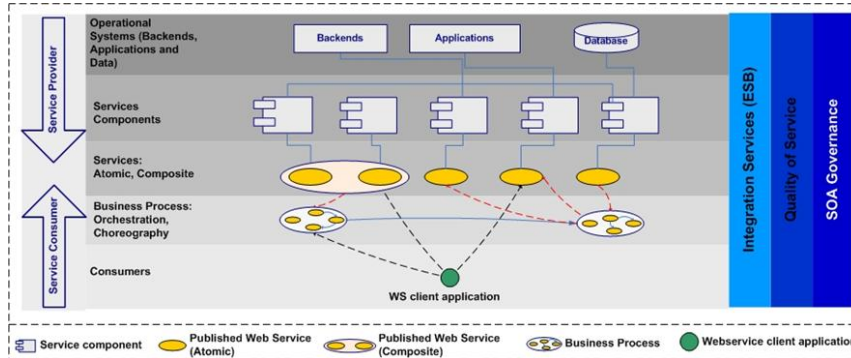 Operational
Systems (Backends,
Applications and
Data)
Backends
Applications
Database
Service Provider
Services
Components
Services:
Atomic, Composite
Service Consumer
Business Process:
Orchestration,
Choreography
Consumers
WS client application
Integration Services (ESB)
Quality of Service
SOA Governance
Service component
Published Web Service
(Atomic)
Published Web Service
(Composite)
Business Process
Webservice client application